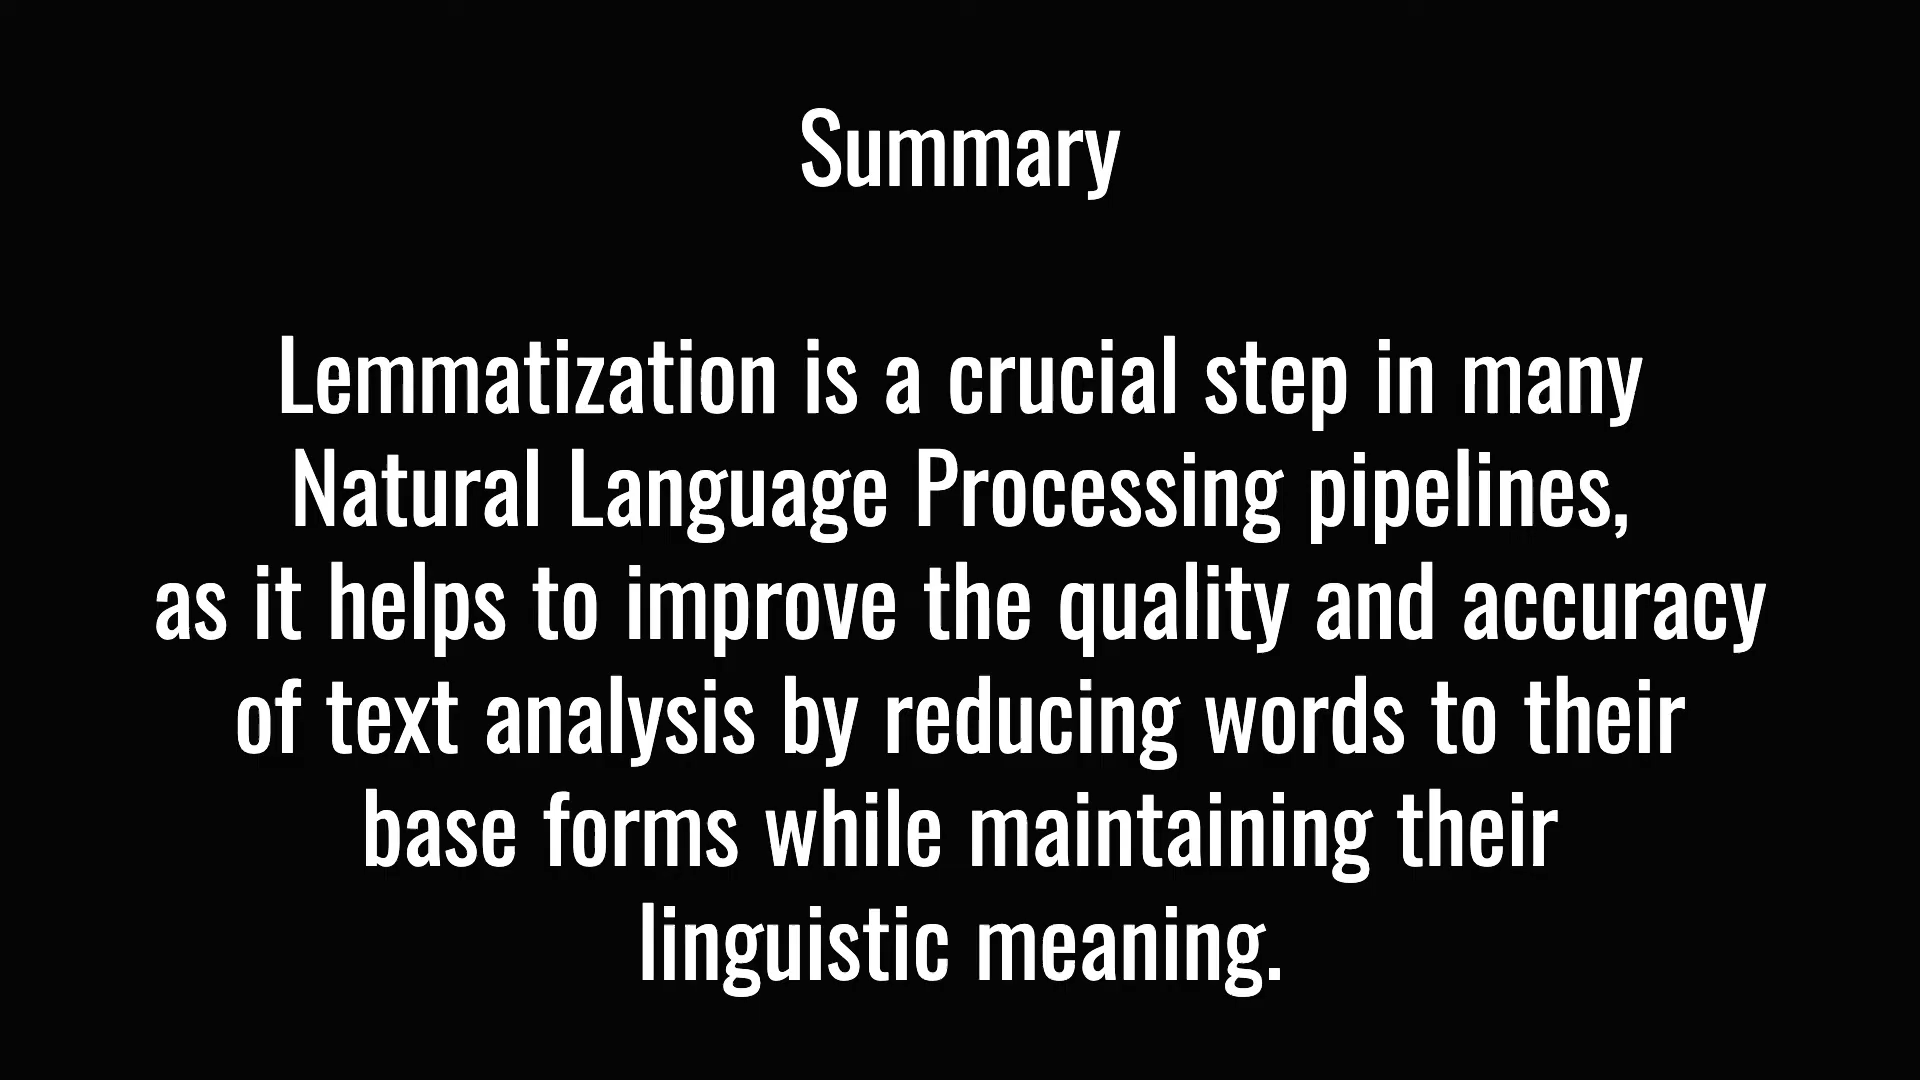 Summary
Lemmatization is a crucial step in many
Natural Language Processing pipelines,
as it helps to improve the quality and accuracy
of text analysis by reducing words to their
base forms while maintaining their
linguistic meaning.